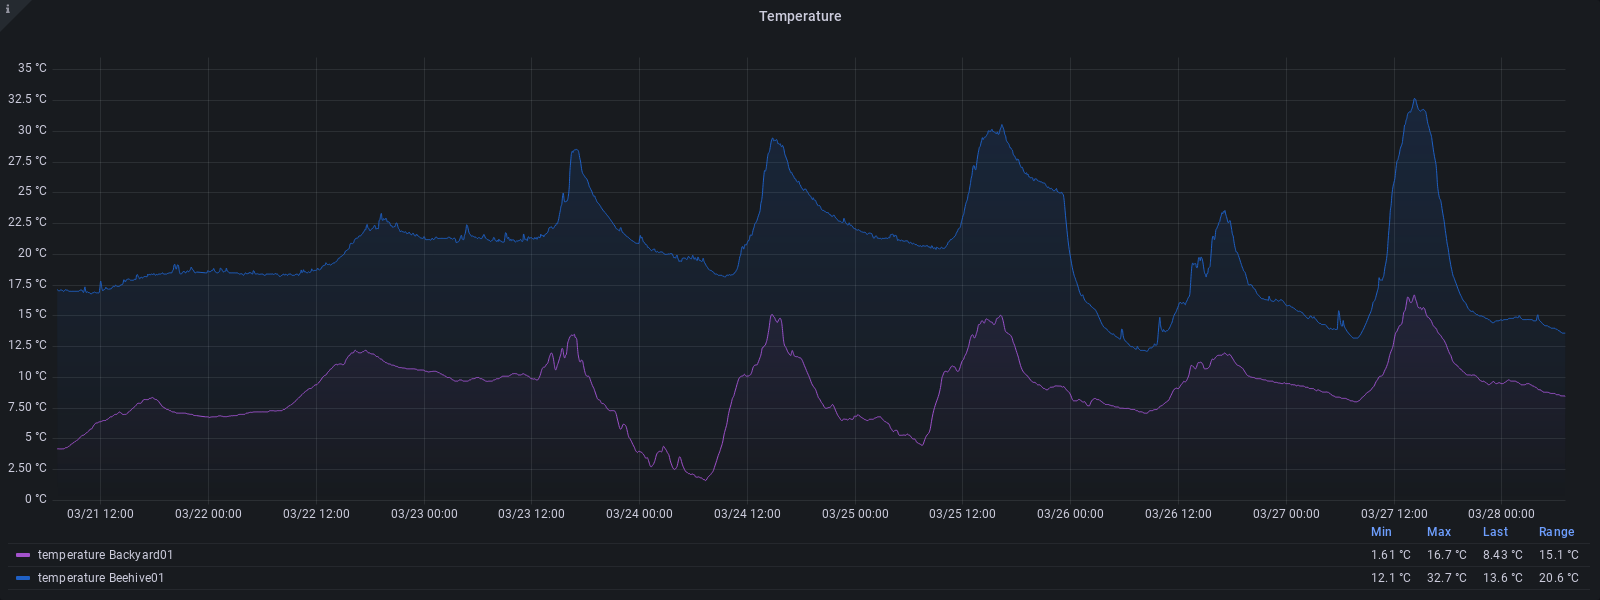 i
Temperature
35 °C
32.5 °C
30 °C
27.5 °C
25 °C
22.5 °C
20 °C
17.5 °C
15 °C
12.5 °C
10 °C
7.50 °C
5 °C
2.50 °C
0 °C
03/21 12:00 03/22 00:00 03/22 12:00 03/23 00:00 03/23 12:00 03/24 00:00 03/24 12:00 03/25 00:00 03/25 12:00 03/26 00:00 03/26 12:00 03/27 00:00 03/27 12:00 03/28 00:00
Min Max Last Range
temperature Backyard01 1.61 °C 16.7 °C 8.43 °C 15.1 °C
temperature Beehive01 12.1 °C 32.7 °C 13.6 °C 20.6 °C